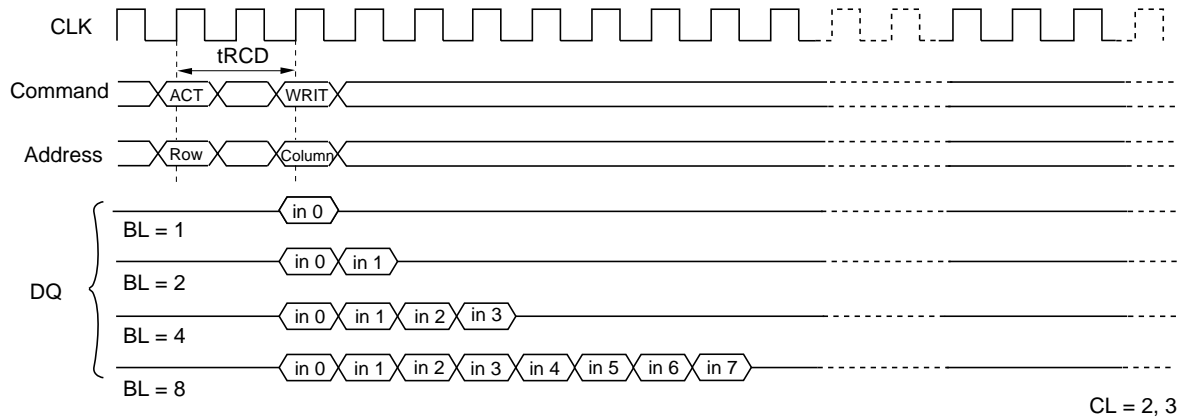 CLK
tRCD
Command ACT WRIT
Address Row Column
in 0
BL = 1
in 0 in 1
BL = 2
DQ
in 0 in 1 in 2 in 3
BL = 4
in 0 in 1 in 2 in 3 in 4 in 5 in 6 in 7
BL = 8
CL = 2, 3